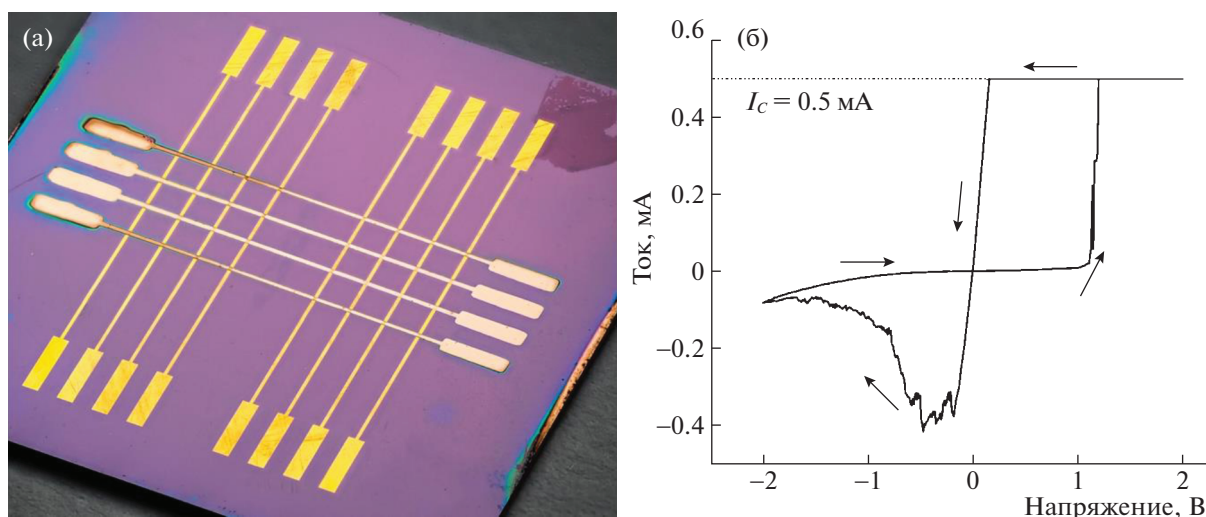 (а)
(б)
0.6
0.4
0.2
0
−0.2
−0.4
Ток, мА
I_C = 0.5 мА
−2
−1
0
1
2
Напряжение, В